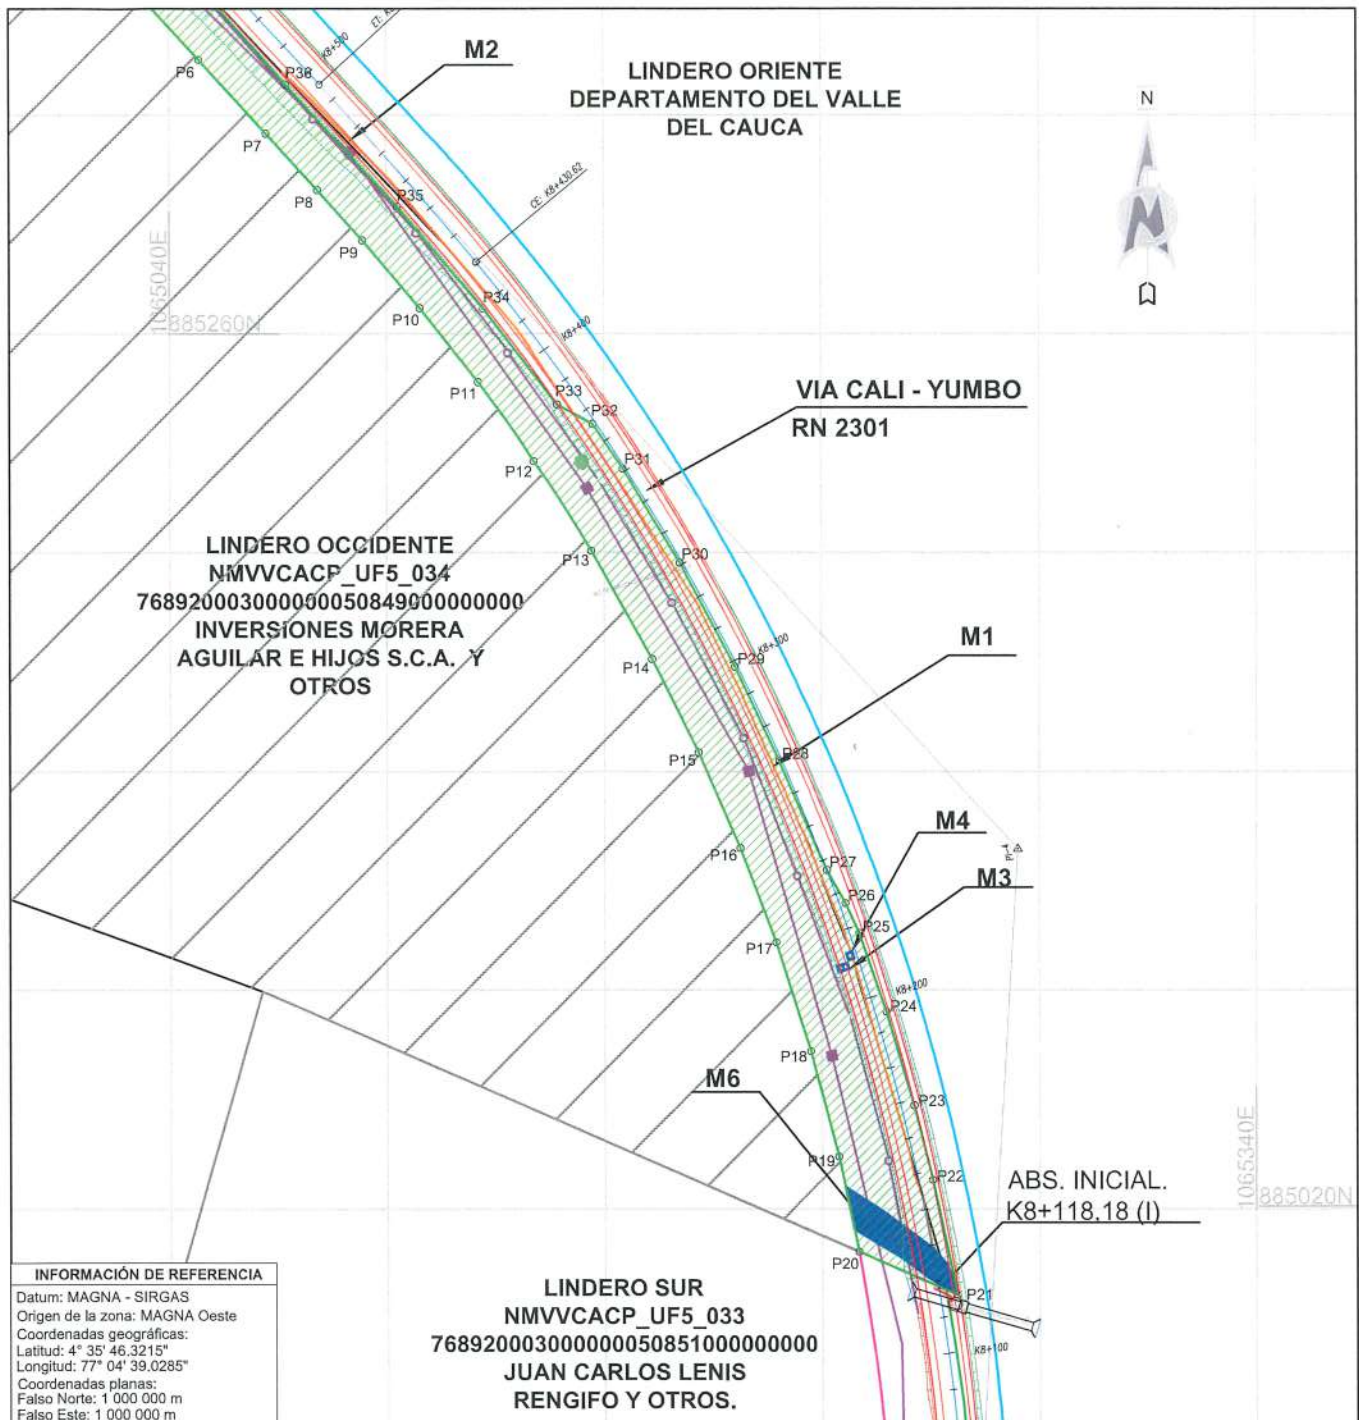 M2
K8+500
P36
P6
LINDERO ORIENTE
DEPARTAMENTO DEL VALLE
DEL CAUCA
N
P7
P8
P35
CE: K8+430.62
P9
1065040E
885260N
P10
P34
K8+400
P11
P33
P32
VIA CALI - YUMBO
RN 2301
P12
P31
LINDERO OCCIDENTE
NMVVCACP_UF5_034
P13
P30
INVERSIONES MORERA
AGUILAR E HIJOS S.C.A. Y
OTROS
P14
P29
K8+300
M1
P15
P28
M4
P16
P27
M3
P26
P25
P17
K8+200
P24
P18
M6
P23
P19
P22
ABS. INICIAL.
K8+118,18 (I)
1065340E
885020N
P20
P21
K8+100
LINDERO SUR
NMVVCACP_UF5_033
JUAN CARLOS LENIS
RENGIFO Y OTROS.
INFORMACIÓN DE REFERENCIA
Datum: MAGNA - SIRGAS
Origen de la zona: MAGNA Oeste
Coordenadas geográficas:
Latitud: 4° 35' 46.3215"
Longitud: 77° 04' 39.0285"
Coordenadas planas:
Falso Norte: 1 000 000 m
Falso Este: 1 000 000 m